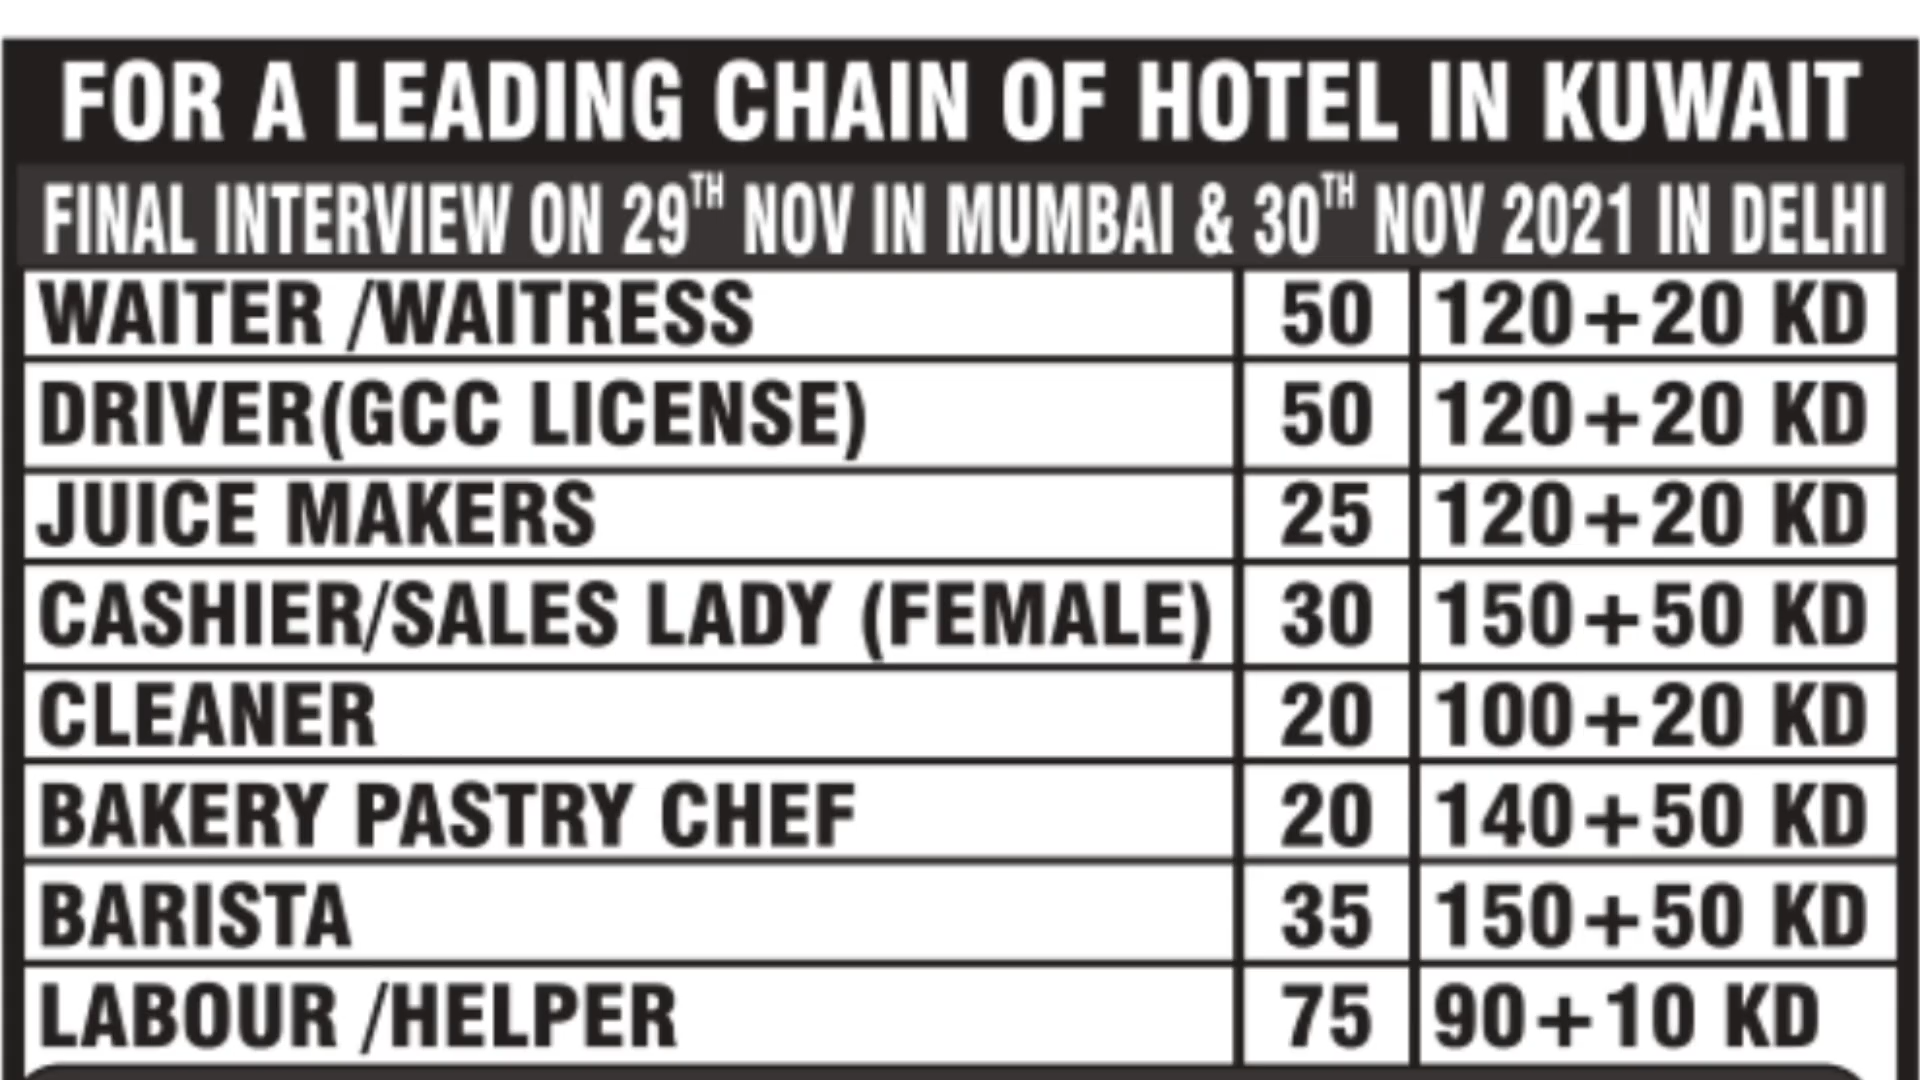 FOR A LEADING CHAIN OF HOTEL IN KUWAIT
FINAL INTERVIEW ON 29TH NOV IN MUMBAI & 30TH NOV 2021 IN DELHI
WAITER /WAITRESS 50 120+20 KD
DRIVER(GCC LICENSE) 50 120+20 KD
JUICE MAKERS 25 120+20 KD
CASHIER/SALES LADY (FEMALE) 30 150+50 KD
CLEANER 20 100+20 KD
BAKERY PASTRY CHEF 20 140+50 KD
BARISTA 35 150+50 KD
LABOUR /HELPER 75 90+10 KD